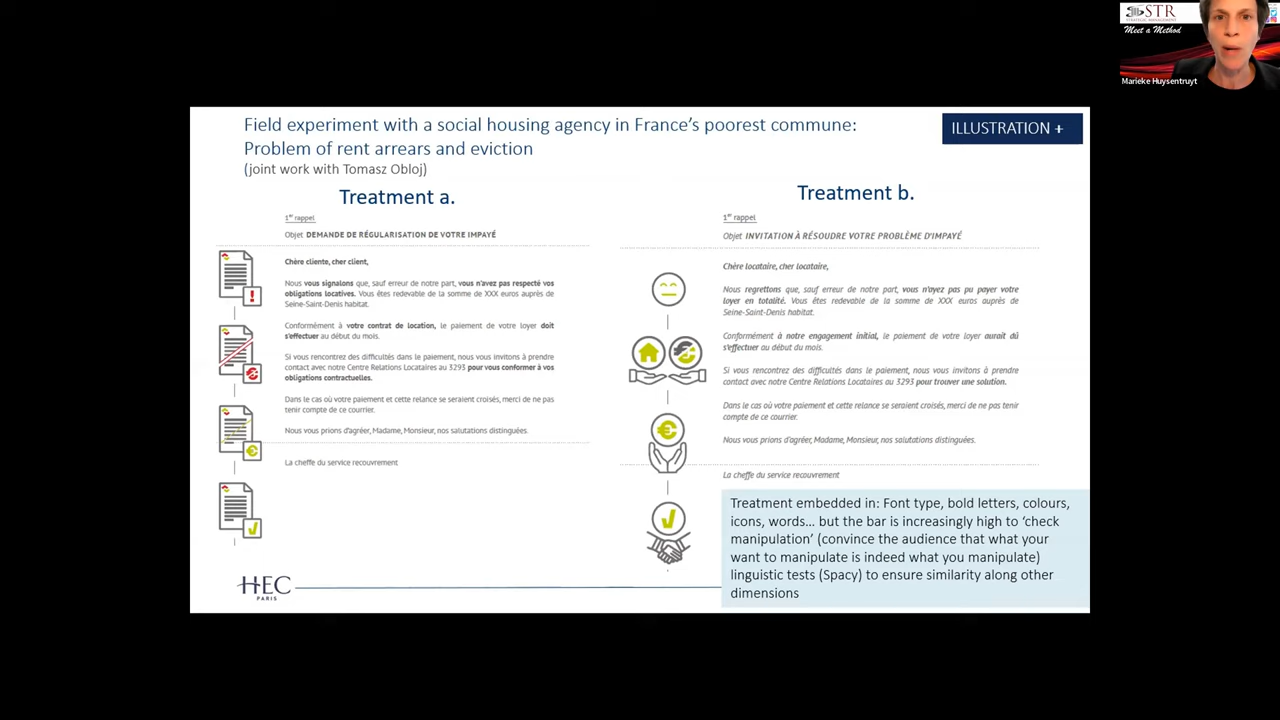 STR
STRATEGIC MANAGEMENT
Meet a Method
Marieke Huysentruyt
Field experiment with a social housing agency in France's poorest commune:
Problem of rent arrears and eviction
(joint work with Tomasz Obloj)
ILLUSTRATION +
Treatment a.
1er rappel
Objet DEMANDE DE RÉGULARISATION DE VOTRE IMPAYÉ
Chère cliente, cher client,
Nous vous signalons que, sauf erreur de notre part, vous n'avez pas respecté vos
obligations locatives. Vous êtes redevable de la somme de XXX euros auprès de
Seine-Saint-Denis habitat.
Conformément à votre contrat de location, le paiement de votre loyer doit
s'effectuer au début du mois.
Si vous rencontrez des difficultés dans le paiement, nous vous invitons à prendre
contact avec notre Centre Relations Locataires au 3293 pour vous conformer à vos
obligations contractuelles.
Dans le cas où votre paiement et cette relance se seraient croisés, merci de ne pas
tenir compte de ce courrier.
Nous vous prions d'agréer, Madame, Monsieur, nos salutations distinguées.
La cheffe du service recouvrement
Treatment b.
1er rappel
Objet INVITATION À RÉSOUDRE VOTRE PROBLÈME D'IMPAYÉ
Chère locataire, cher locataire,
Nous regrettons que, sauf erreur de notre part, vous n'ayez pas pu payer votre
loyer en totalité. Vous êtes redevable de la somme de XXX euros auprès de
Seine-Saint-Denis habitat.
Conformément à notre engagement initial, le paiement de votre loyer aurait dû
s'effectuer au début du mois.
Si vous rencontrez des difficultés dans le paiement, nous vous invitons à prendre
contact avec notre Centre Relations Locataires au 3293 pour trouver une solution.
Dans le cas où votre paiement et cette relance se seraient croisés, merci de ne pas tenir
compte de ce courrier.
Nous vous prions d'agréer, Madame, Monsieur, nos salutations distinguées.
La cheffe du service recouvrement
Treatment embedded in: Font type, bold letters, colours,
icons, words... but the bar is increasingly high to 'check
manipulation' (convince the audience that what your
want to manipulate is indeed what you manipulate)
linguistic tests (Spacy) to ensure similarity along other
dimensions
HEC
PARIS